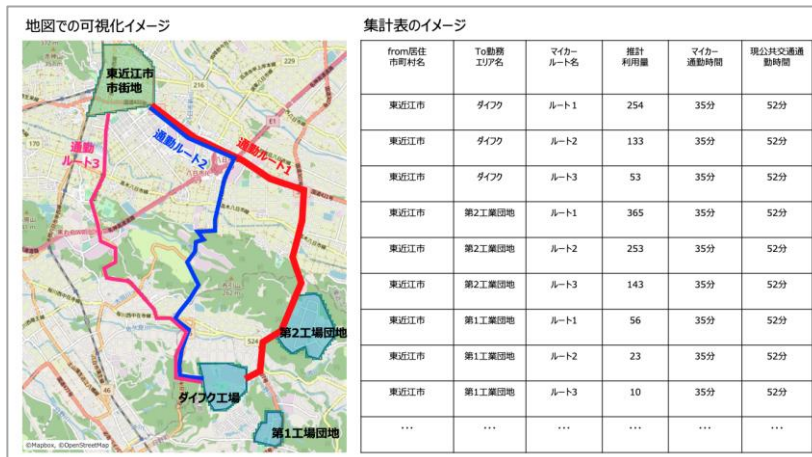 地図での可視化イメージ
東近江市
市街地
通勤
ルート3
通勤ルート2
通勤ルート1
第2工場団地
ダイフク工場
第1工場団地
216
229
170
E1
S24
46
©Mapbox, ©OpenStreetMap
集計表のイメージ
from居住市町村名 To勤務エリア名 マイカールート名 推計利用量 マイカー通勤時間 現公共交通通勤時間
東近江市 ダイフク ルート1 254 35分 52分
東近江市 ダイフク ルート2 133 35分 52分
東近江市 ダイフク ルート3 53 35分 52分
東近江市 第2工業団地 ルート1 365 35分 52分
東近江市 第2工業団地 ルート2 253 35分 52分
東近江市 第2工業団地 ルート3 143 35分 52分
東近江市 第1工業団地 ルート1 56 35分 52分
東近江市 第1工業団地 ルート2 23 35分 52分
東近江市 第1工業団地 ルート3 10 35分 52分
… … … … … …